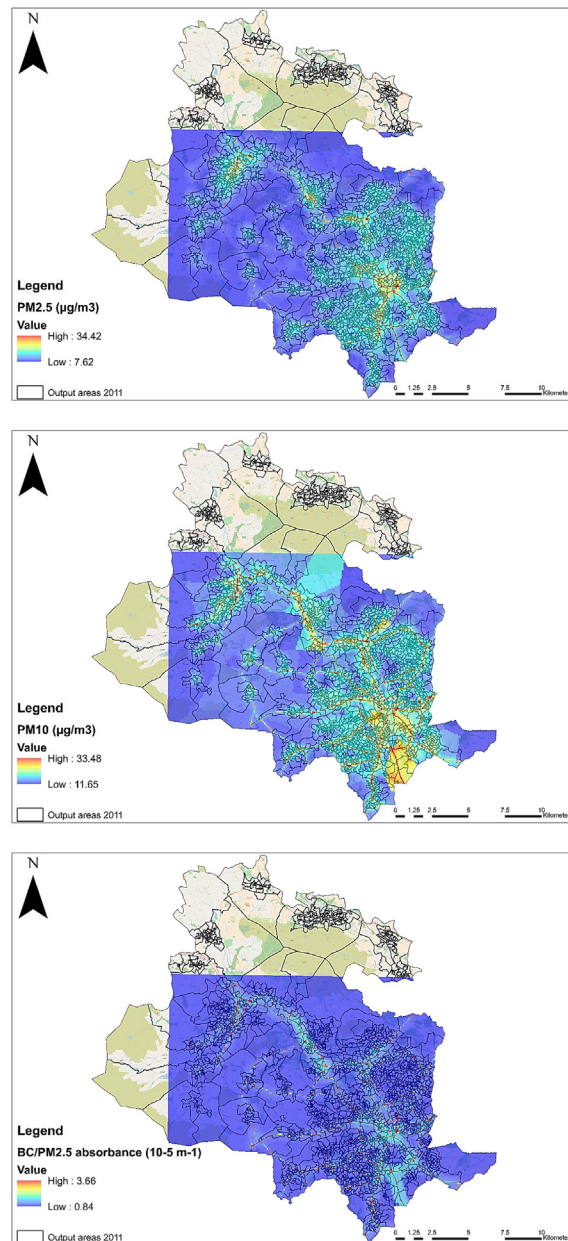 N
Legend
PM2.5 (µg/m3)
Value
High : 34.42
Low : 7.62
Output areas 2011
0 1.25 2.5 5 7.5 10
Kilomete
N
Legend
PM10 (µg/m3)
Value
High : 33.48
Low : 11.65
Output areas 2011
0 1.25 2.5 5 7.5 10
Kilomete
N
Legend
BC/PM2.5 absorbance (10-5 m-1)
Value
High : 3.66
Low : 0.84
Output areas 2011
0 1.25 2.5 5 7.5 10
Kilomete